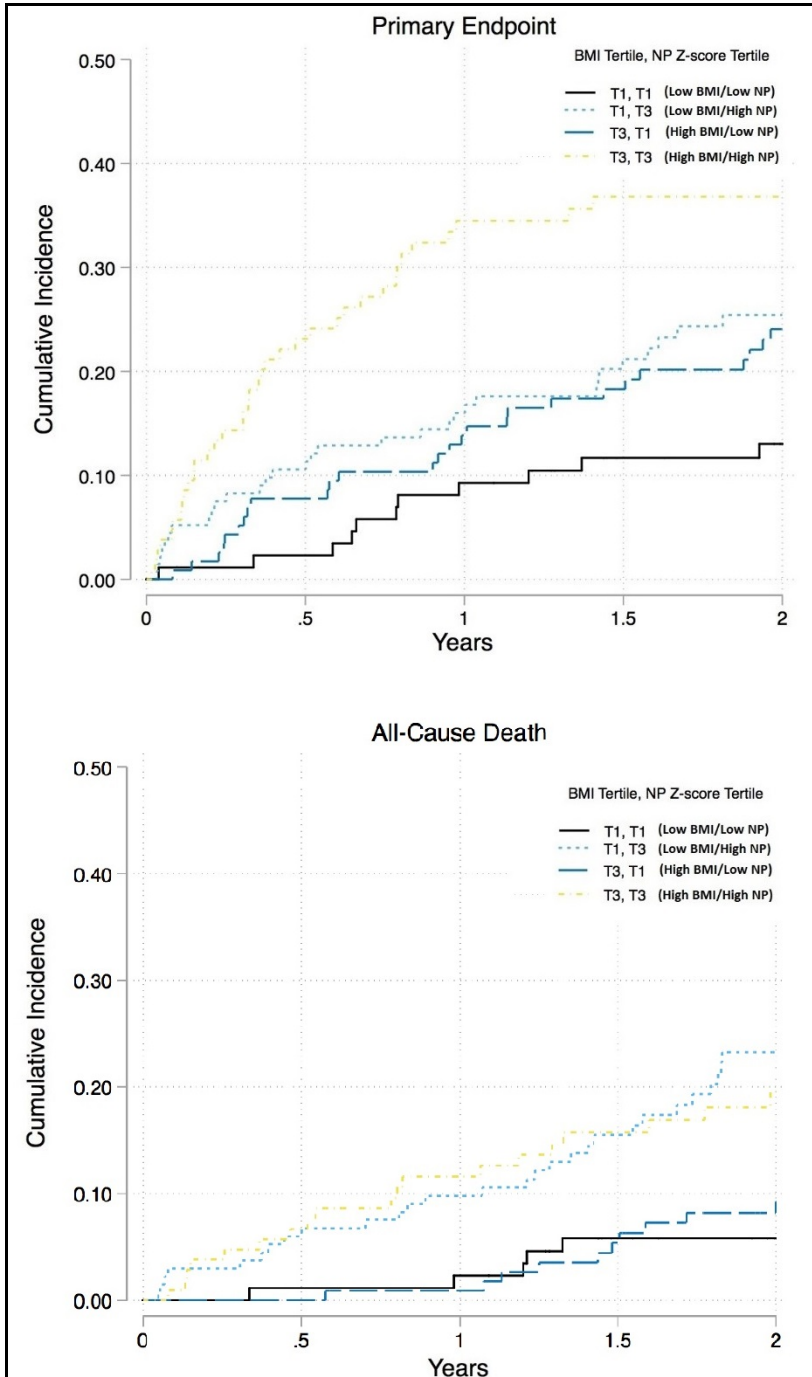 Primary Endpoint
BMI Tertile, NP Z-score Tertile
T1, T1 (Low BMI/Low NP)
T1, T3 (Low BMI/High NP)
T3, T1 (High BMI/Low NP)
T3, T3 (High BMI/High NP)
Cumulative Incidence
0.50
0.40
0.30
0.20
0.10
0.00
0 .5 1 1.5 2
Years
All-Cause Death
BMI Tertile, NP Z-score Tertile
T1, T1 (Low BMI/Low NP)
T1, T3 (Low BMI/High NP)
T3, T1 (High BMI/Low NP)
T3, T3 (High BMI/High NP)
Cumulative Incidence
0.50
0.40
0.30
0.20
0.10
0.00
0 .5 1 1.5 2
Years